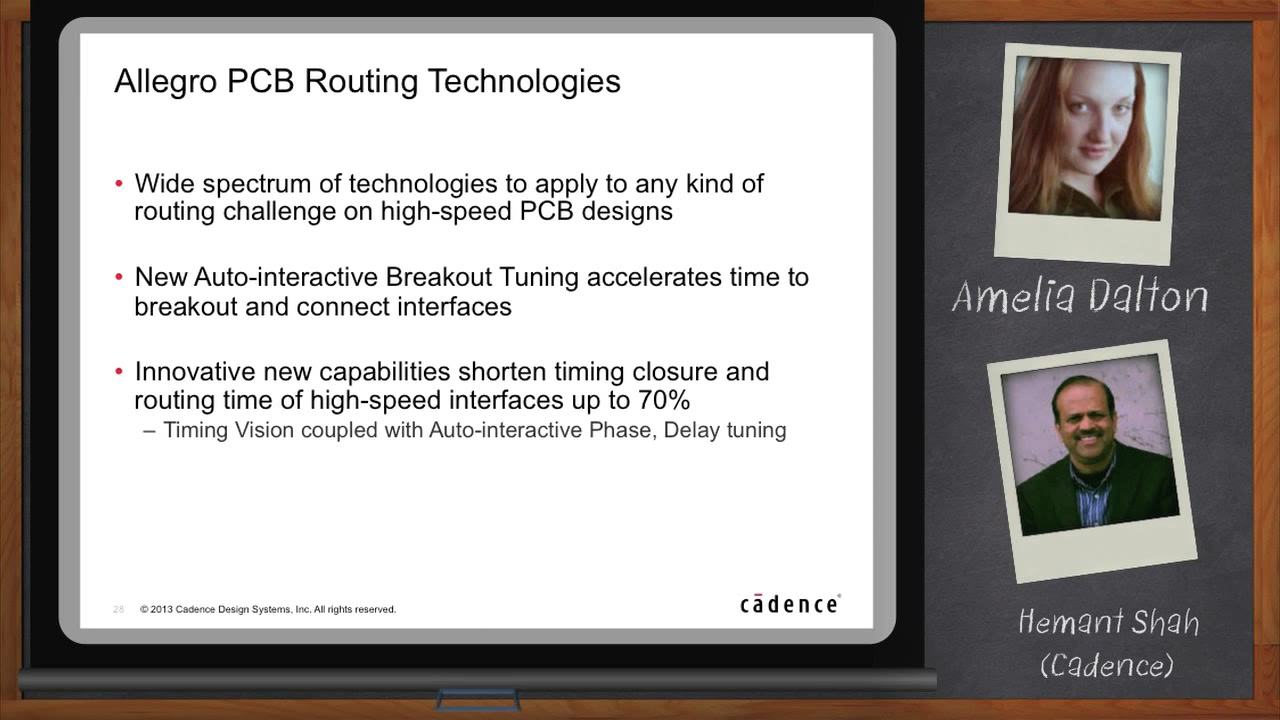 Allegro PCB Routing Technologies
• Wide spectrum of technologies to apply to any kind of
routing challenge on high-speed PCB designs
• New Auto-interactive Breakout Tuning accelerates time to
breakout and connect interfaces
• Innovative new capabilities shorten timing closure and
routing time of high-speed interfaces up to 70%
– Timing Vision coupled with Auto-interactive Phase, Delay tuning
28 © 2013 Cadence Design Systems, Inc. All rights reserved.
cādence®
Amelia Dalton
Hemant Shah
(Cadence)